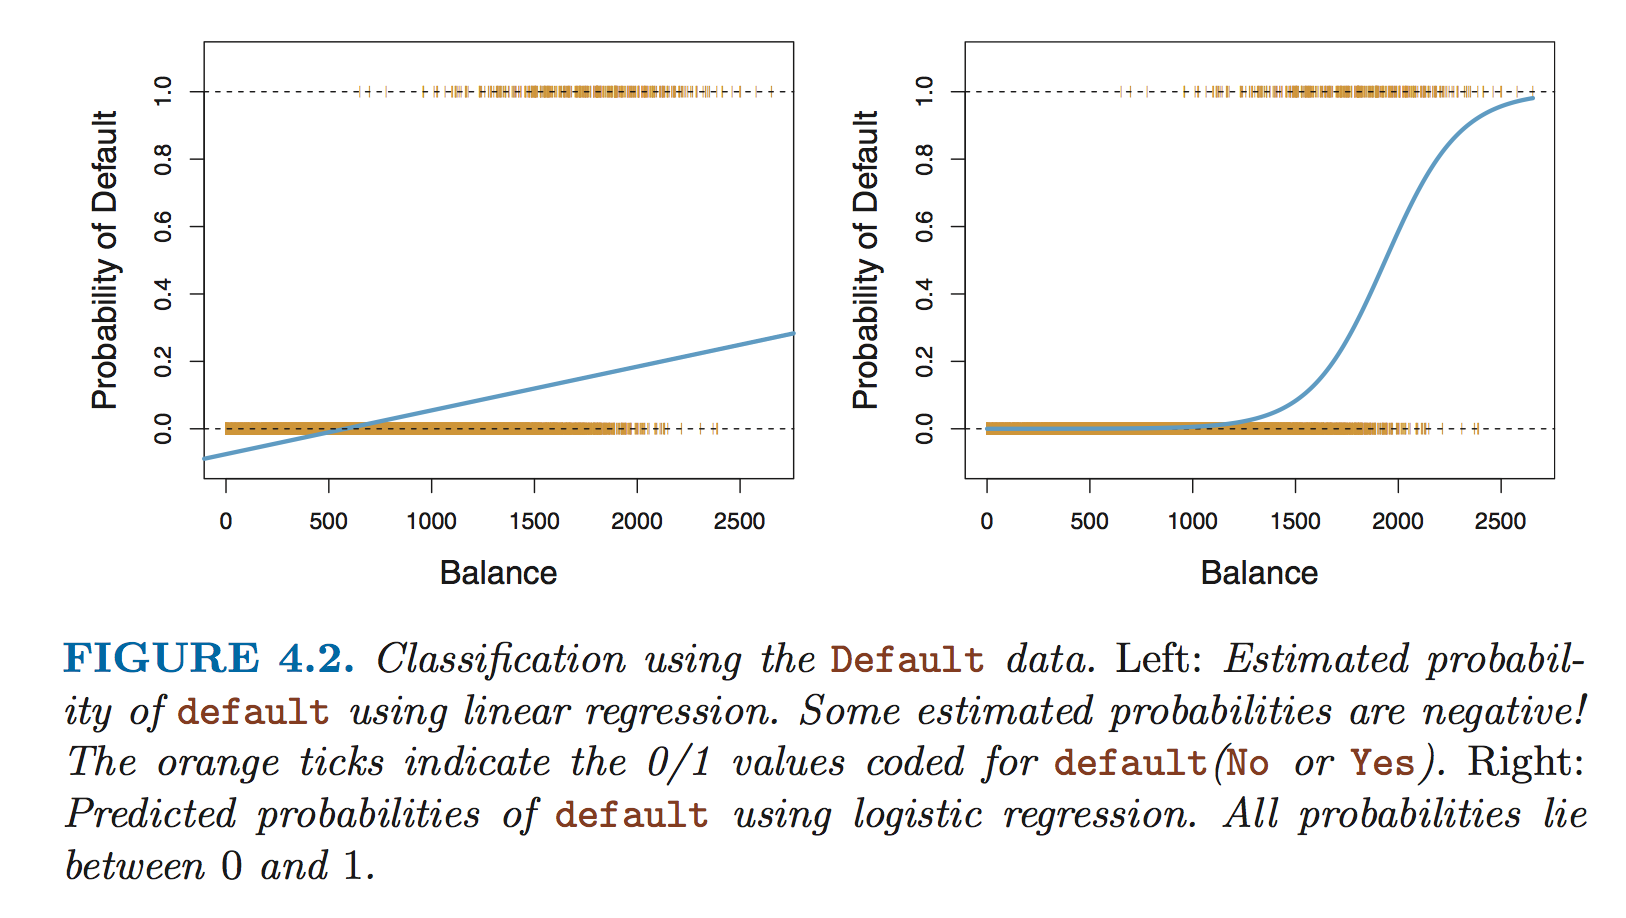 Probability of Default
0.0 0.2 0.4 0.6 0.8 1.0
0 500 1000 1500 2000 2500
Balance
Probability of Default
0.0 0.2 0.4 0.6 0.8 1.0
0 500 1000 1500 2000 2500
Balance
FIGURE 4.2. Classification using the Default data. Left: Estimated probabil-
ity of default using linear regression. Some estimated probabilities are negative!
The orange ticks indicate the 0/1 values coded for default(No or Yes). Right:
Predicted probabilities of default using logistic regression. All probabilities lie
between 0 and 1.